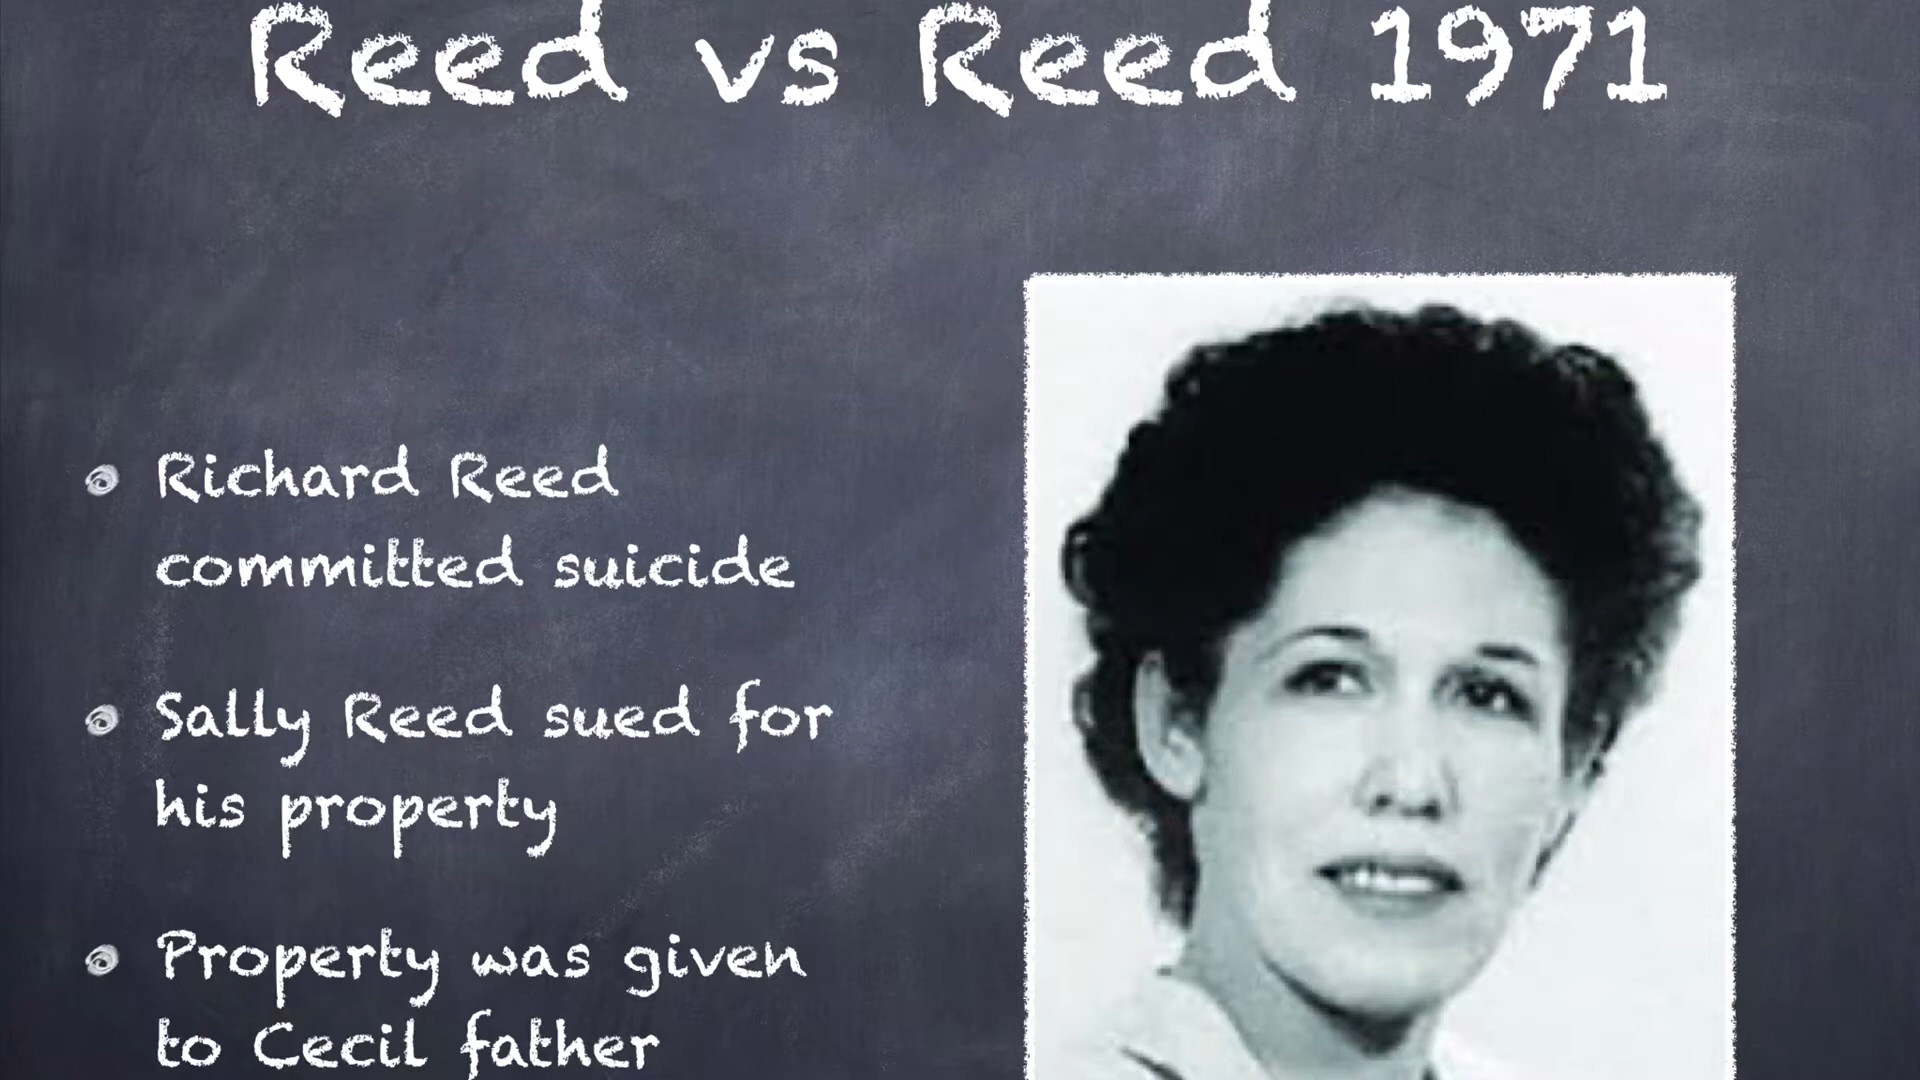 Reed vs Reed 1971
Richard Reed
committed suicide
Sally Reed sued for
his property
Property was given
to Cecil father